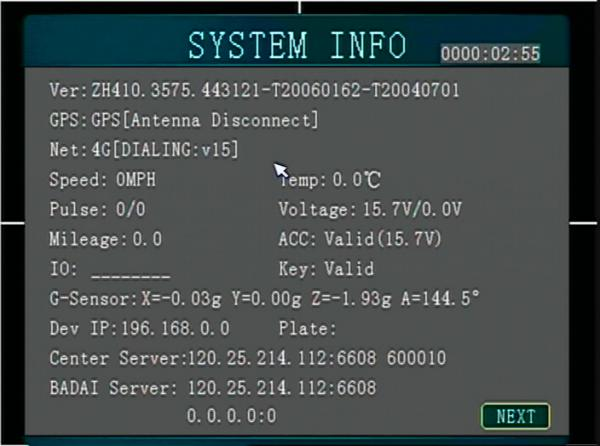 SYSTEM INFO 0000:02:55
Ver:ZH410.3575.443121-T20060162-T20040701
GPS:GPS[Antenna Disconnect]
Net:4G[DIALING:v15]
Speed: 0MPH Temp: 0.0℃
Pulse: 0/0 Voltage: 15.7V/0.0V
Mileage: 0.0 ACC: Valid(15.7V)
IO: ________ Key: Valid
G-Sensor:X=-0.03g Y=0.00g Z=-1.93g A=144.5°
Dev IP:196.168.0.0 Plate:
Center Server:120.25.214.112:6608 600010
BADAI Server: 120.25.214.112:6608
0.0.0.0:0
NEXT